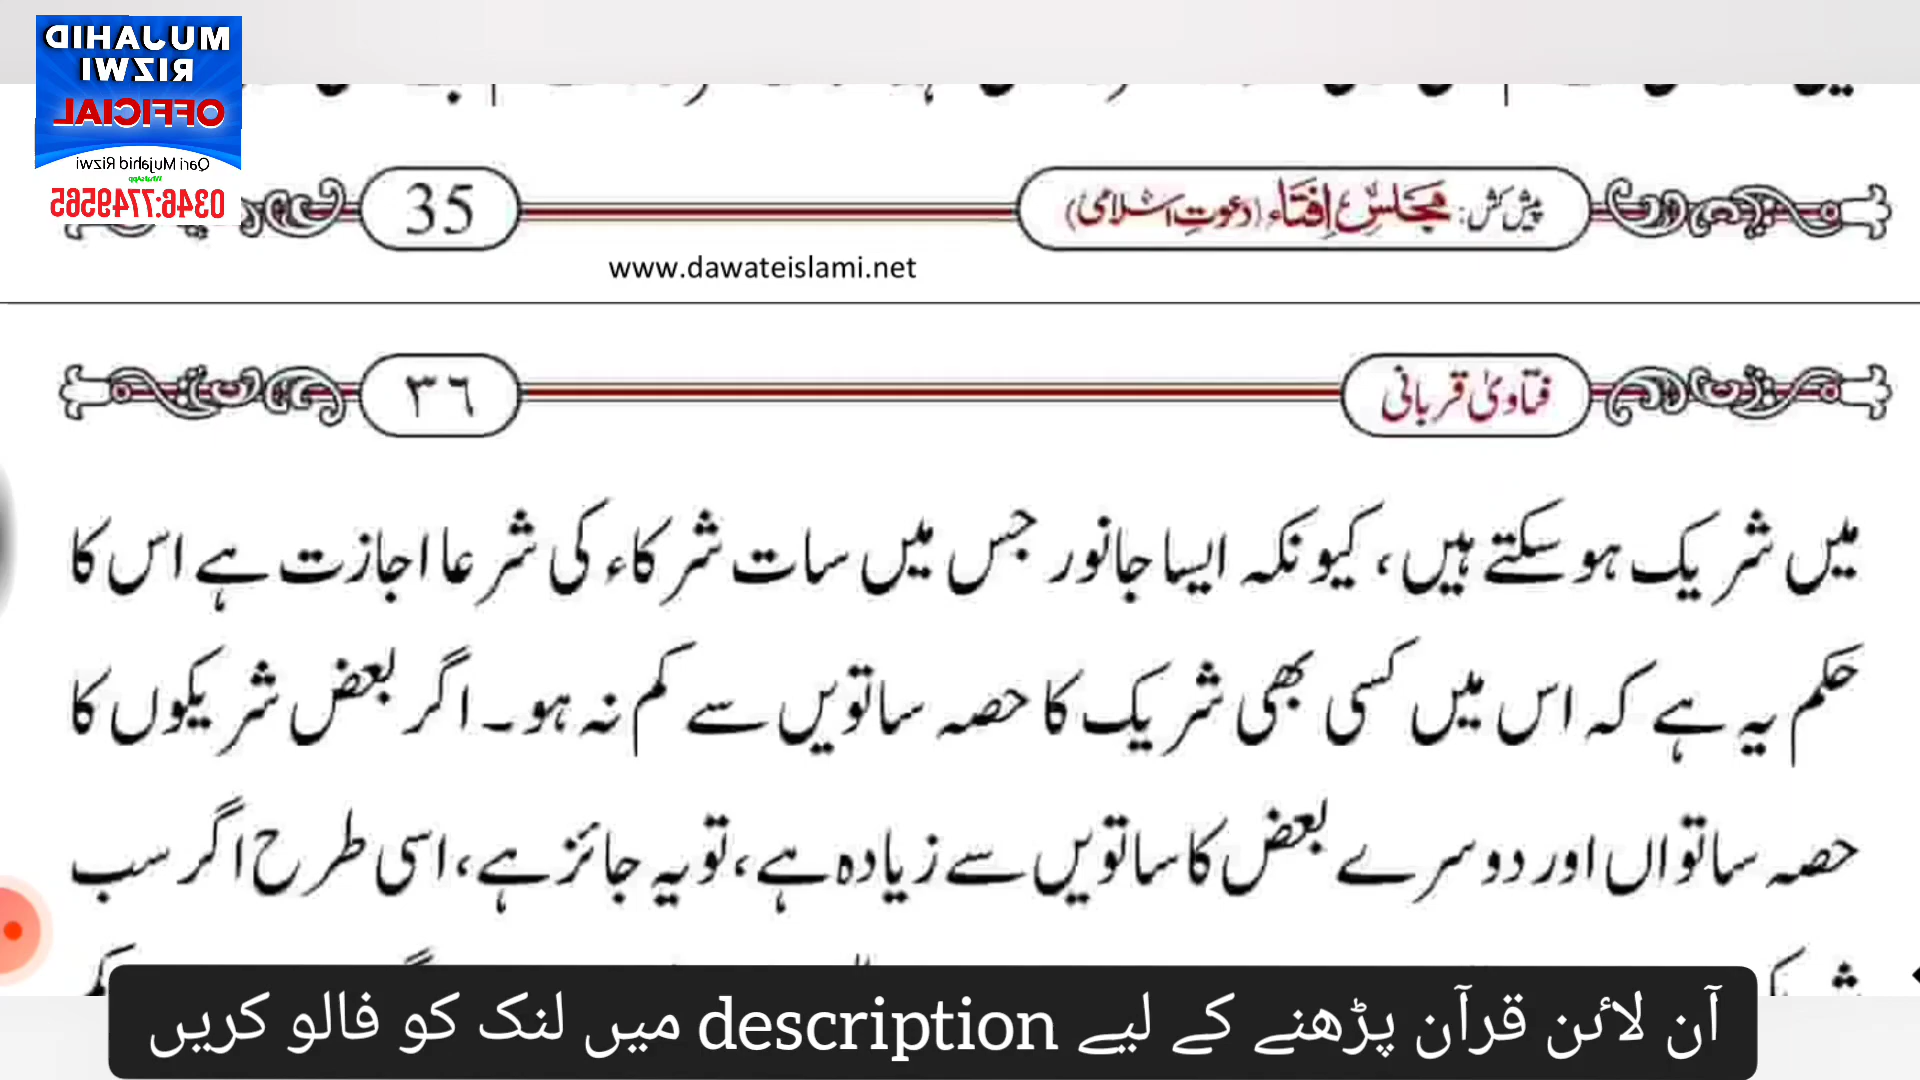 MUJAHID
RIZWI
OFFICIAL
Qari Mujahid Rizwi
WhatsApp
0346:7749565
پیش کش: مجلسِ اِفتاء (دعوتِ اسلامی)
35
www.dawateislami.net
فتاویٰ قربانی
٣٦
میں شریک ہوسکتے ہیں، کیونکہ ایسا جانور جس میں سات شرکاء کی شرعا اجازت ہے اس کا
حکم یہ ہے کہ اس میں کسی بھی شریک کا حصہ ساتویں سے کم نہ ہو۔ اگر بعض شریکوں کا
حصہ ساتواں اور دوسرے بعض کا ساتویں سے زیادہ ہے، تو یہ جائز ہے، اسی طرح اگر سب
آن لائن قرآن پڑھنے کے لیے description میں لنک کو فالو کریں